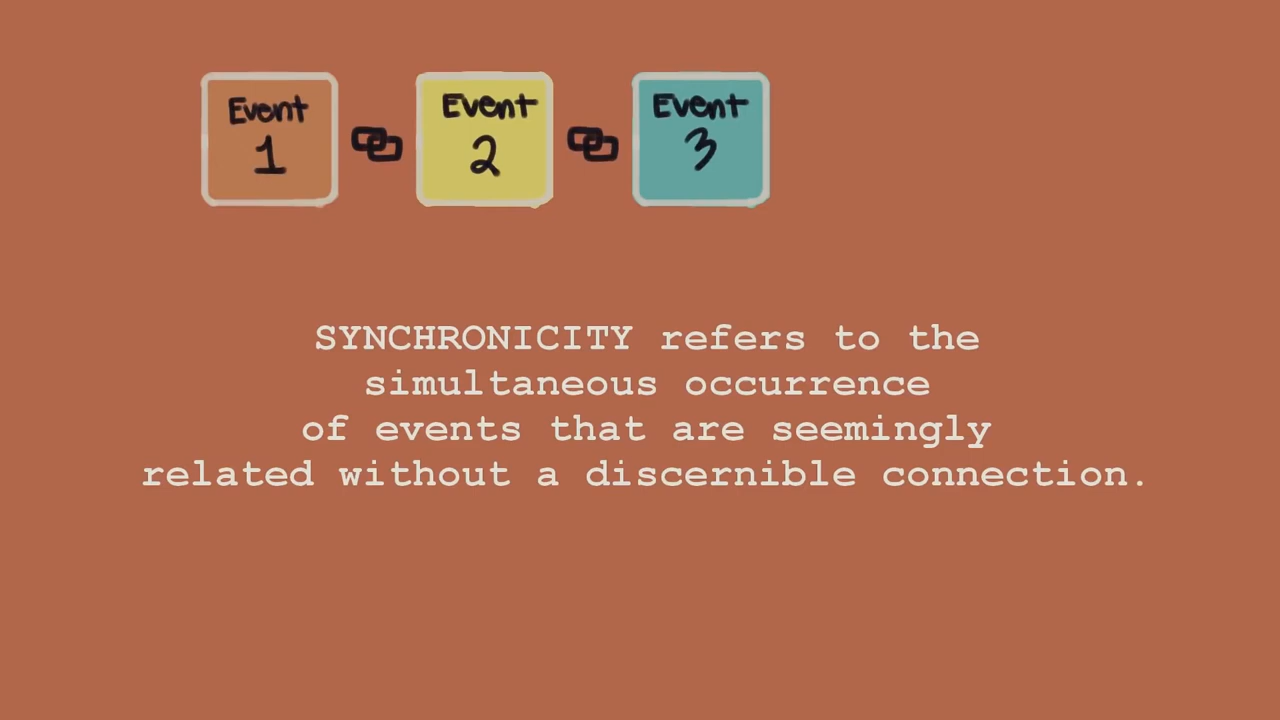 Event Event Event
1 2 3
SYNCHRONICITY refers to the
simultaneous occurrence
of events that are seemingly
related without a discernible connection.